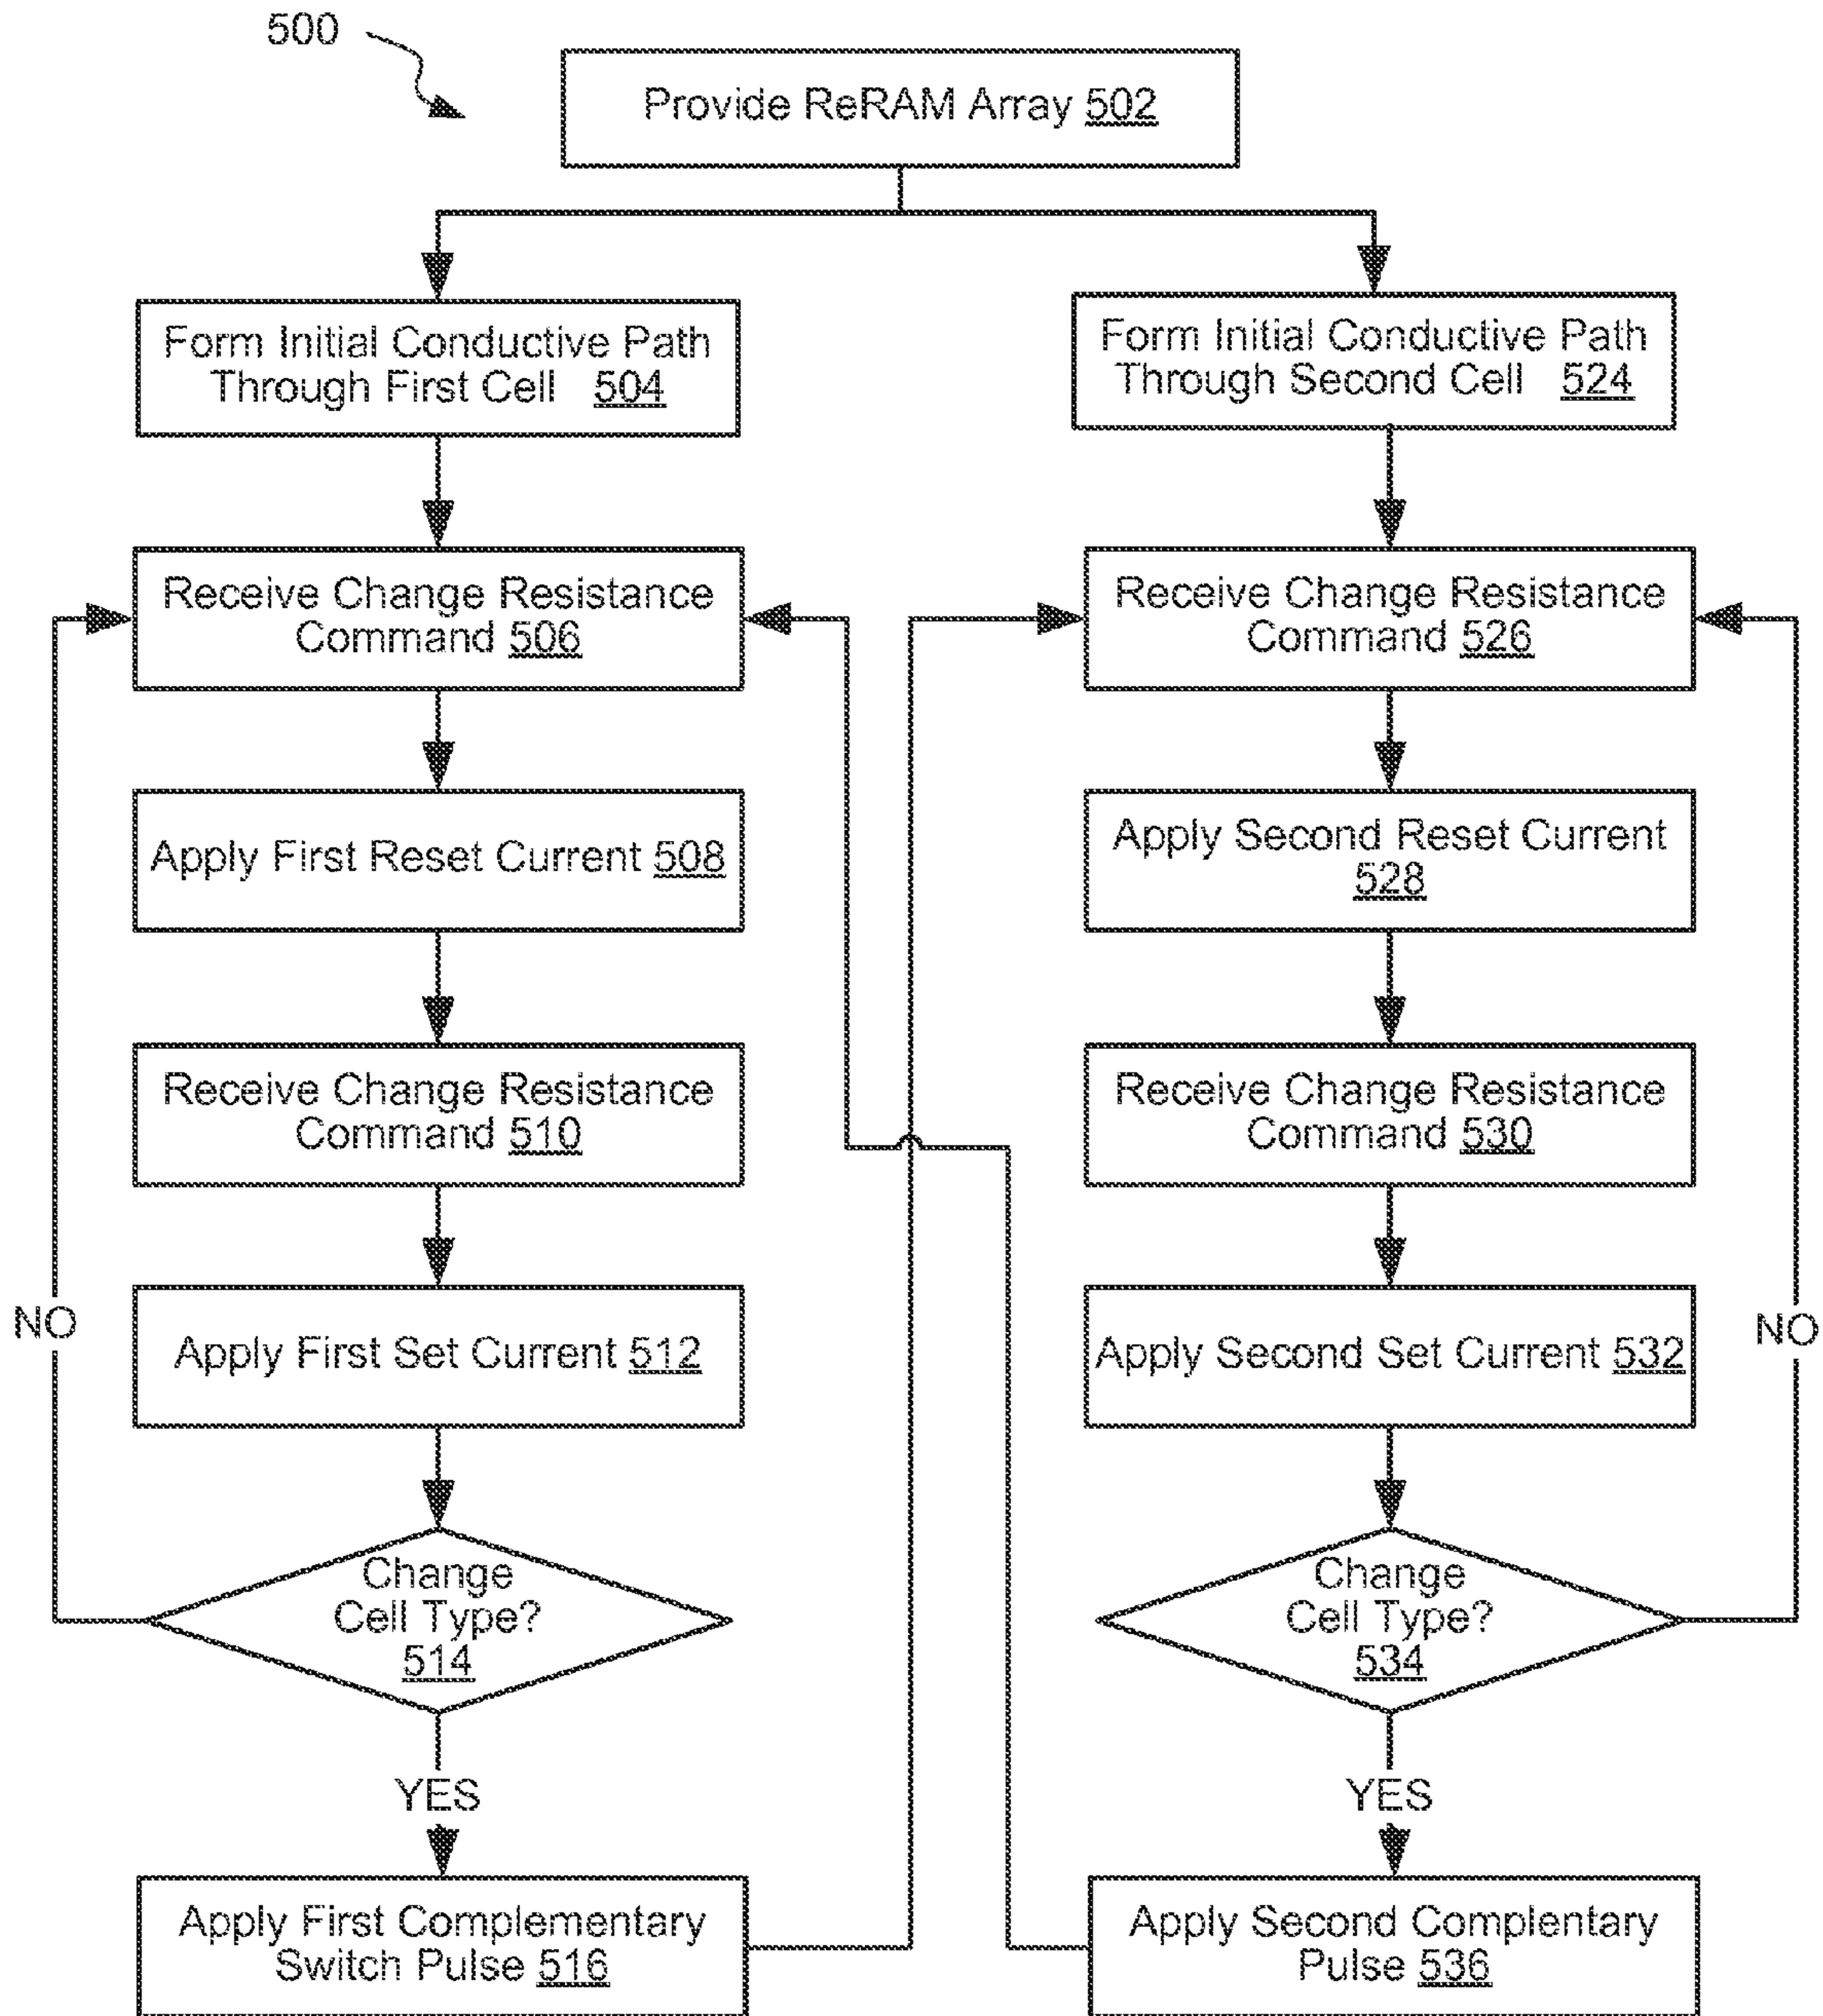 500
Provide ReRAM Array 502
Form Initial Conductive Path
Through First Cell 504
Form Initial Conductive Path
Through Second Cell 524
Receive Change Resistance
Command 506
Receive Change Resistance
Command 526
Apply First Reset Current 508
Apply Second Reset Current
528
Receive Change Resistance
Command 510
Receive Change Resistance
Command 530
NO
Apply First Set Current 512
Apply Second Set Current 532
NO
Change
Cell Type?
514
Change
Cell Type?
534
YES
YES
Apply First Complementary
Switch Pulse 516
Apply Second Complentary
Pulse 536